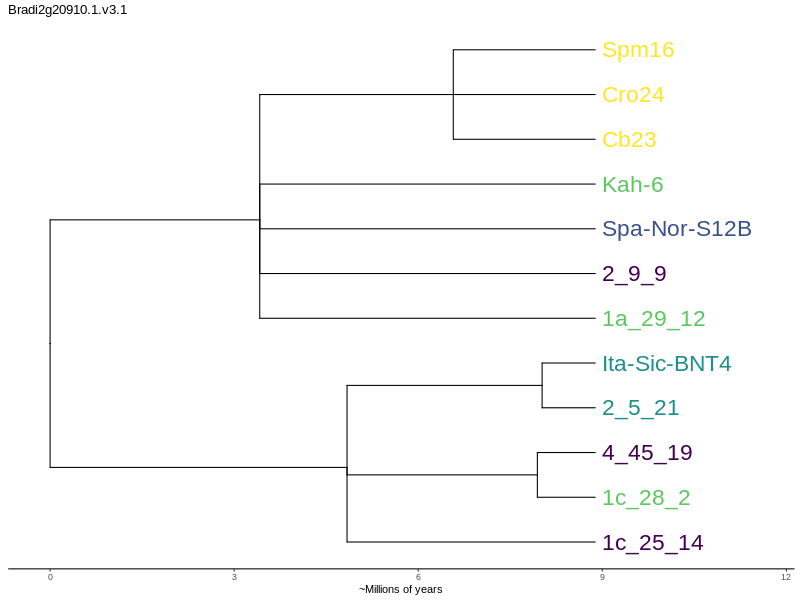 Bradi2g20910.1.v3.1
Spm16
Cro24
Cb23
Kah-6
Spa-Nor-S12B
2_9_9
1a_29_12
Ita-Sic-BNT4
2_5_21
4_45_19
1c_28_2
1c_25_14
0 3 6 9 12
~Millions of years